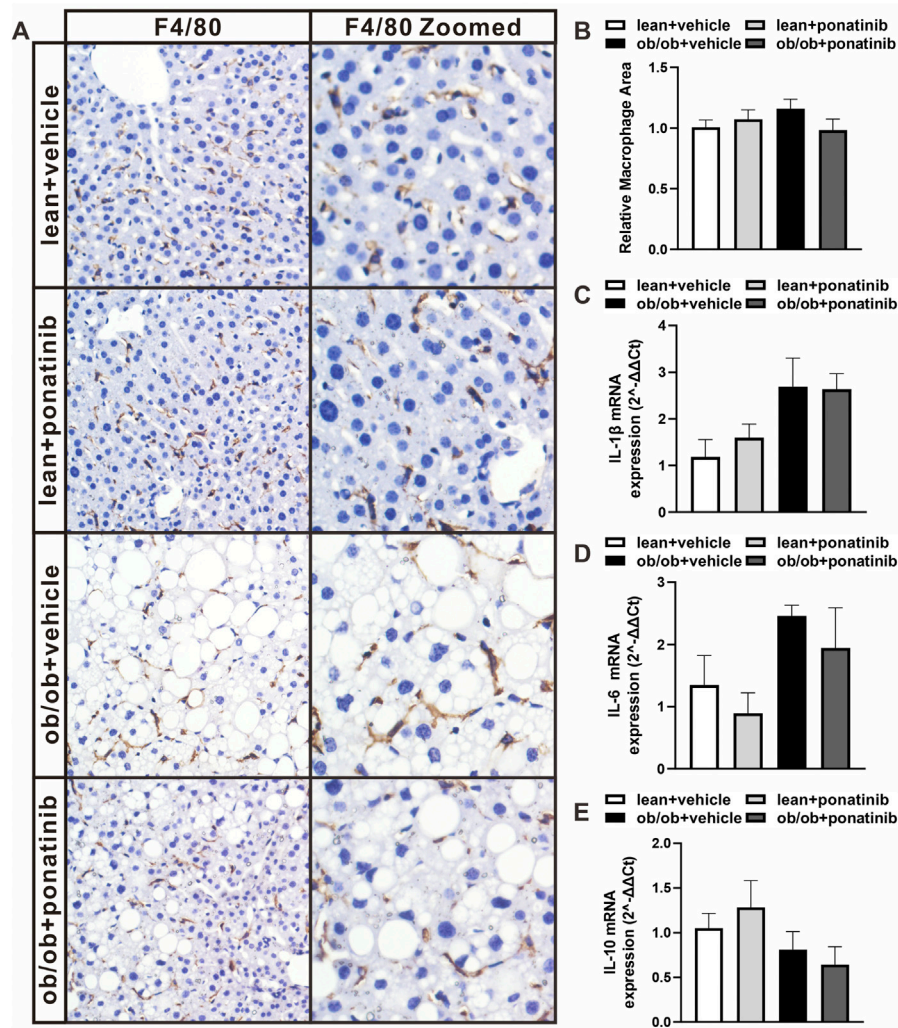 A
F4/80
F4/80 Zoomed
lean+vehicle
lean+ponatinib
ob/ob+vehicle
ob/ob+ponatinib
B
lean+vehicle lean+ponatinib
ob/ob+vehicle ob/ob+ponatinib
Relative Macrophage Area
1.5
1.0
0.5
0.0
C
lean+vehicle lean+ponatinib
ob/ob+vehicle ob/ob+ponatinib
IL-1β mRNA
expression (2^-ΔΔCt)
4
3
2
1
0
D
lean+vehicle lean+ponatinib
ob/ob+vehicle ob/ob+ponatinib
IL-6 mRNA
expression (2^-ΔΔCt)
3
2
1
0
E
lean+vehicle lean+ponatinib
ob/ob+vehicle ob/ob+ponatinib
IL-10 mRNA
expression (2^-ΔΔCt)
2.0
1.5
1.0
0.5
0.0